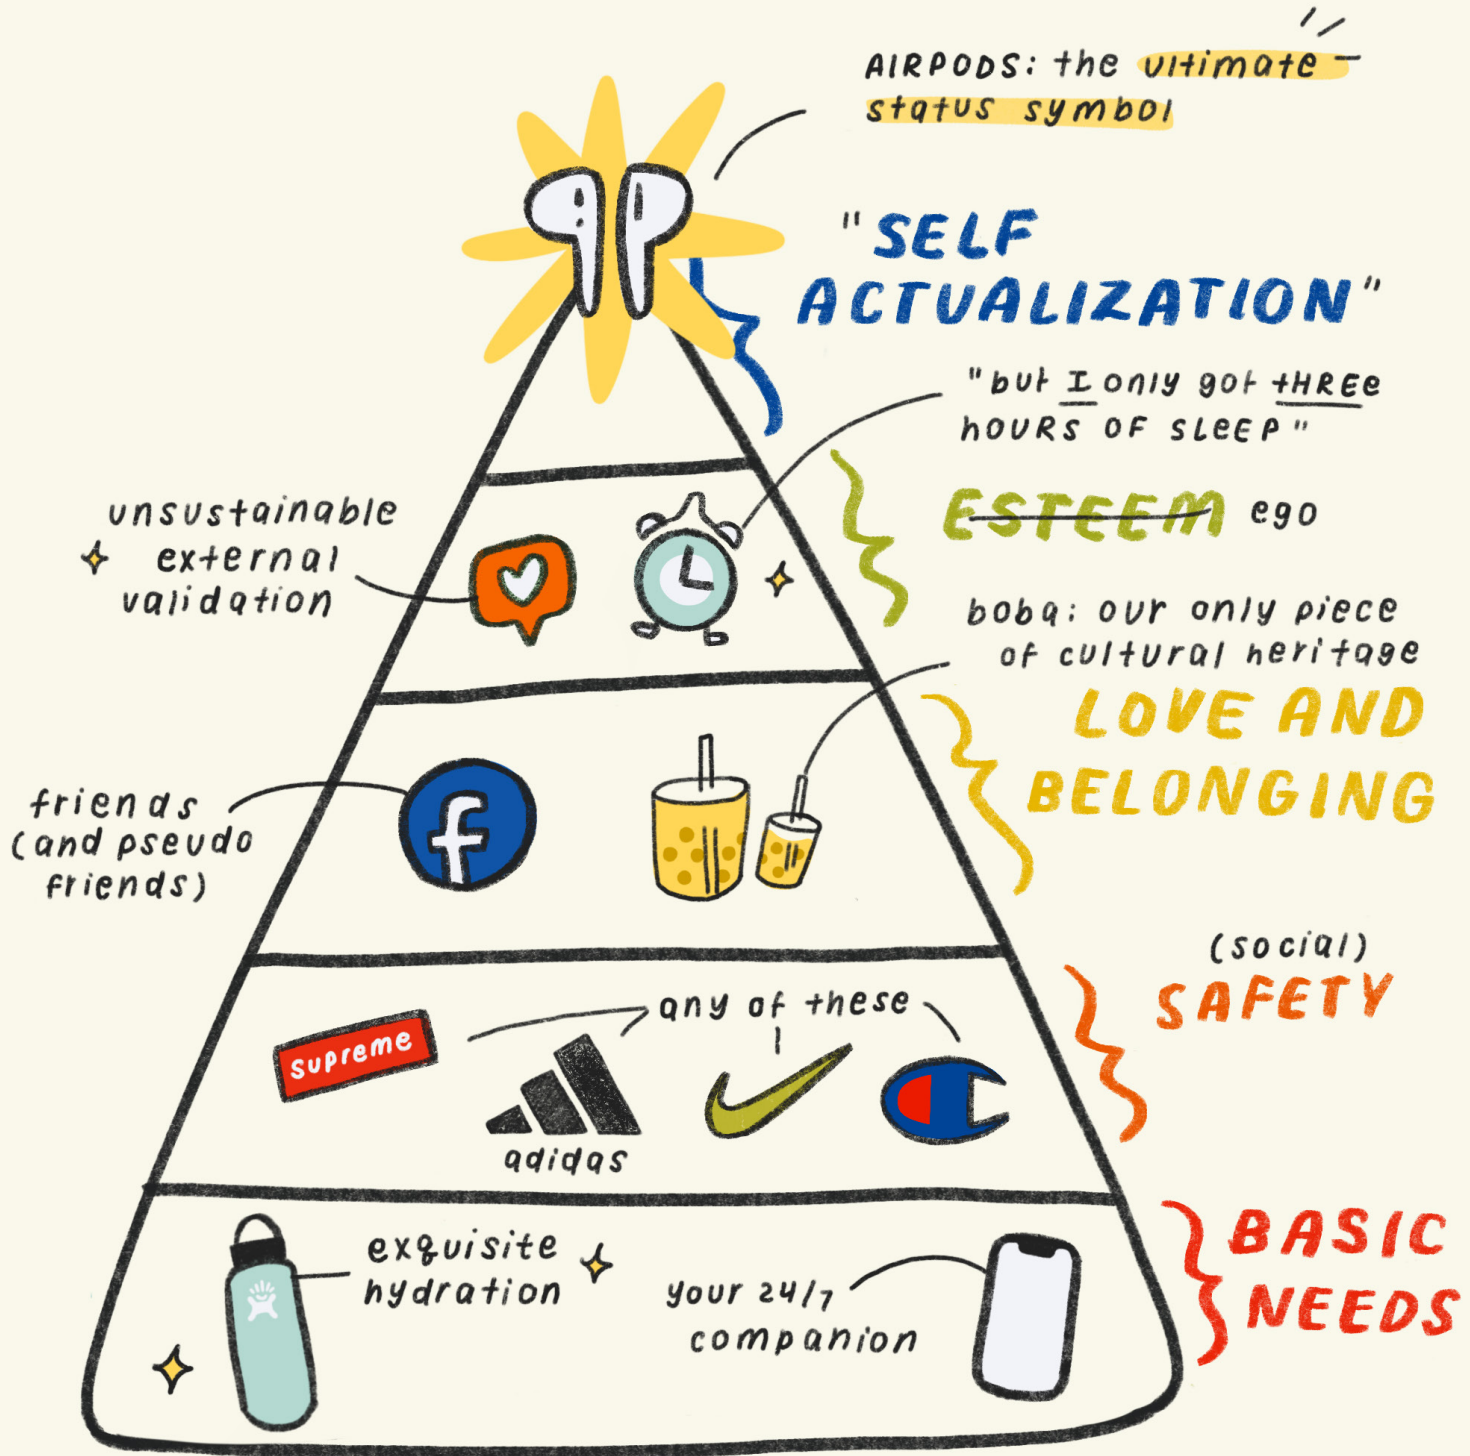 AIRPODS: the ultimate
status symbol
"SELF
ACTUALIZATION"
"but I only got tHREe
hOURS OF SLeEP"
ESTEEM ego
unsustainable
external
validation
boba: our only piece
of cultural heritage
LOVE AND
BELONGING
friends
(and pseudo
friends)
f
(social)
SAFETY
any of these
supreme
adidas
BASIC
NEEDS
exquisite
hydration
your 24/7
companion